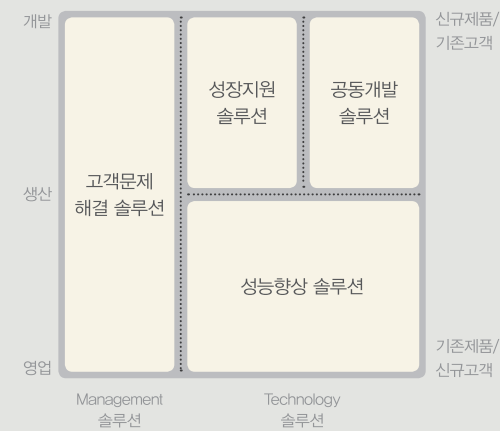 개발
신규제품/
기존고객
성장지원
솔루션
공동개발
솔루션
고객문제
해결 솔루션
생산
성능향상 솔루션
기존제품/
신규고객
영업
Management
솔루션
Technology
솔루션